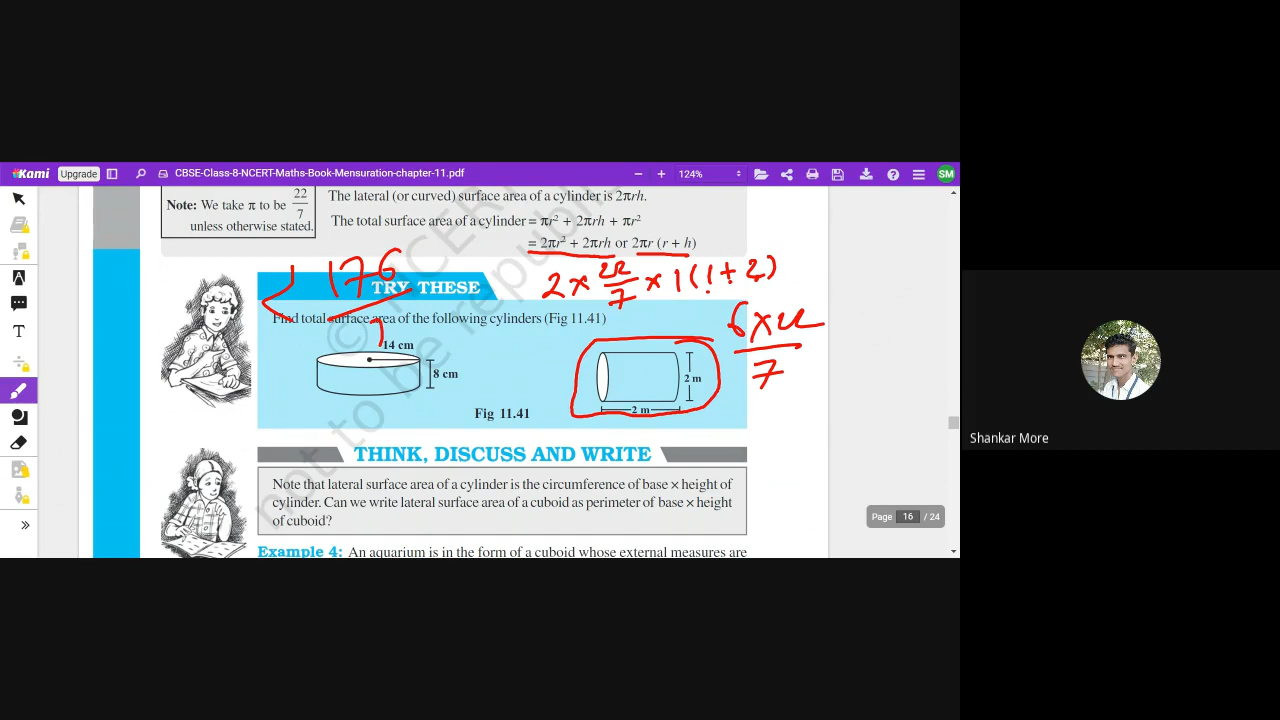 Kami Upgrade CBSE-Class-8-NCERT-Maths-Book-Mensuration-chapter-11.pdf 124% SM
Note: We take π to be 22/7 unless otherwise stated.
The lateral (or curved) surface area of a cylinder is 2πrh.
The total surface area of a cylinder = πr² + 2πrh + πr²
= 2πr² + 2πrh or 2πr (r + h)
176
2 × 22/7 × 1(1 + 2)
TRY THESE
Find total surface area of the following cylinders (Fig 11.41)
6 × 22
7
14 cm
8 cm
2 m
2 m
Fig 11.41
THINK, DISCUSS AND WRITE
Note that lateral surface area of a cylinder is the circumference of base × height of
cylinder. Can we write lateral surface area of a cuboid as perimeter of base × height
of cuboid?
Example 4: An aquarium is in the form of a cuboid whose external measures are
Page 16 / 24
Shankar More
not to be republished